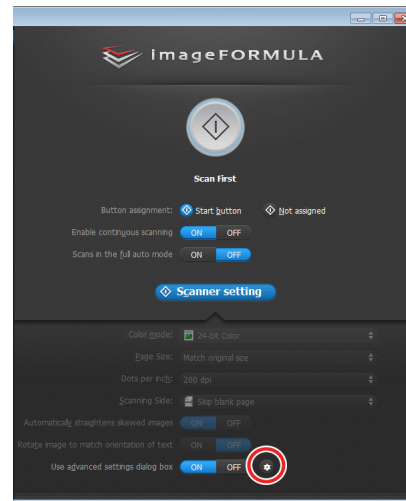 imageFORMULA
Scan First
Button assignment: Start button Not assigned
Enable continuous scanning ON OFF
Scans in the full auto mode ON OFF
Scanner setting
Color mode: 24-bit Color
Page Size: Match original size
Dots per inch: 200 dpi
Scanning Side: Skip blank page
Automatically straightens skewed images ON OFF
Rotate image to match orientation of text ON OFF
Use advanced settings dialog box ON OFF